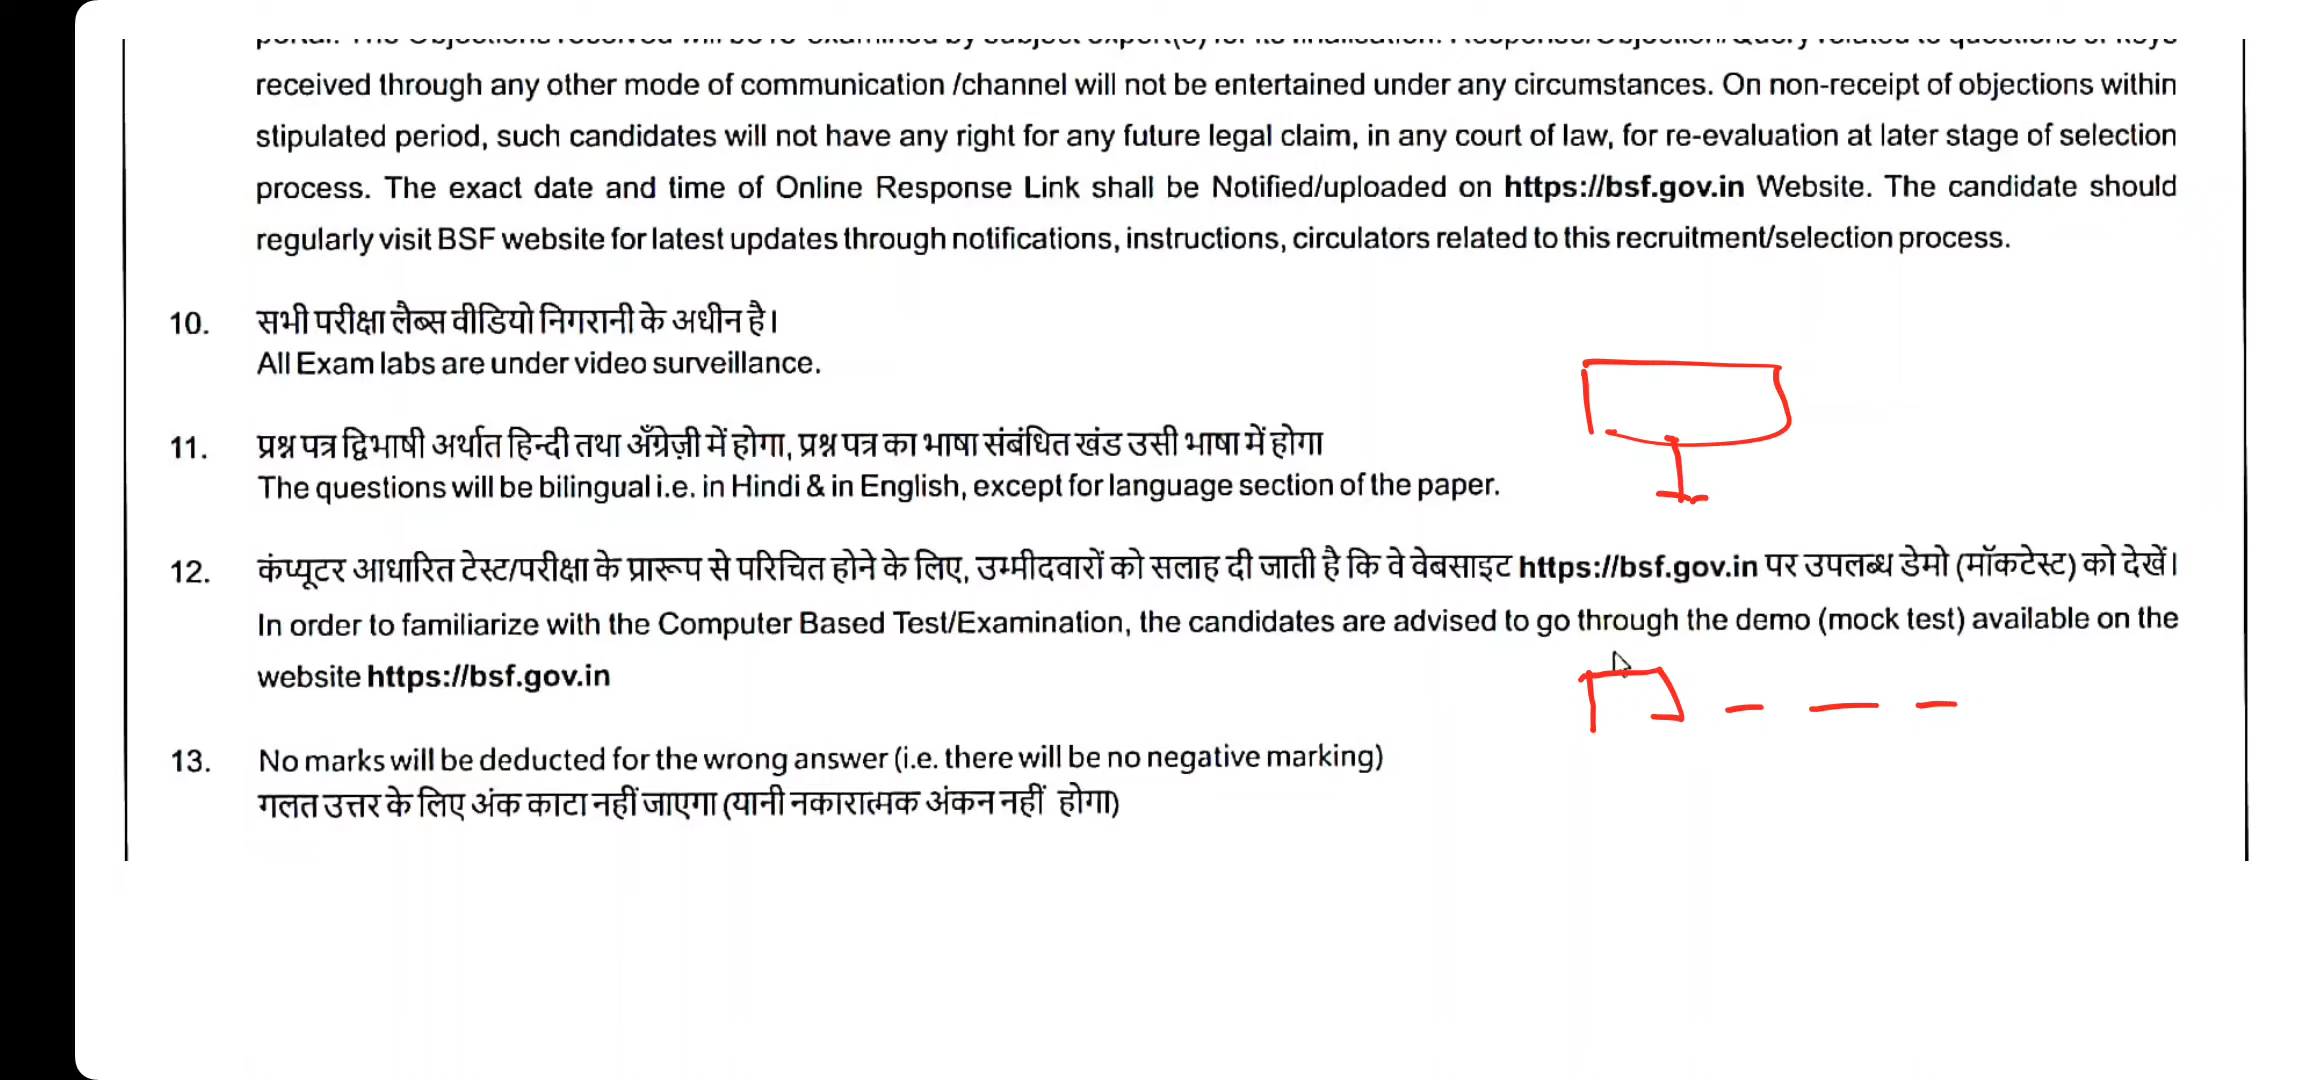 received through any other mode of communication /channel will not be entertained under any circumstances. On non-receipt of objections within
stipulated period, such candidates will not have any right for any future legal claim, in any court of law, for re-evaluation at later stage of selection
process. The exact date and time of Online Response Link shall be Notified/uploaded on https://bsf.gov.in Website. The candidate should
regularly visit BSF website for latest updates through notifications, instructions, circulators related to this recruitment/selection process.
10. सभी परीक्षा लैब्स वीडियो निगरानी के अधीन है।
All Exam labs are under video surveillance.
11. प्रश्न पत्र द्विभाषी अर्थात हिन्दी तथा अँग्रेज़ी में होगा, प्रश्न पत्र का भाषा संबंधित खंड उसी भाषा में होगा
The questions will be bilingual i.e. in Hindi & in English, except for language section of the paper.
12. कंप्यूटर आधारित टेस्ट/परीक्षा के प्रारूप से परिचित होने के लिए, उम्मीदवारों को सलाह दी जाती है कि वे वेबसाइट https://bsf.gov.in पर उपलब्ध डेमो (मॉकटेस्ट) को देखें।
In order to familiarize with the Computer Based Test/Examination, the candidates are advised to go through the demo (mock test) available on the
website https://bsf.gov.in
13. No marks will be deducted for the wrong answer (i.e. there will be no negative marking)
गलत उत्तर के लिए अंक काटा नहीं जाएगा (यानी नकारात्मक अंकन नहीं होगा)